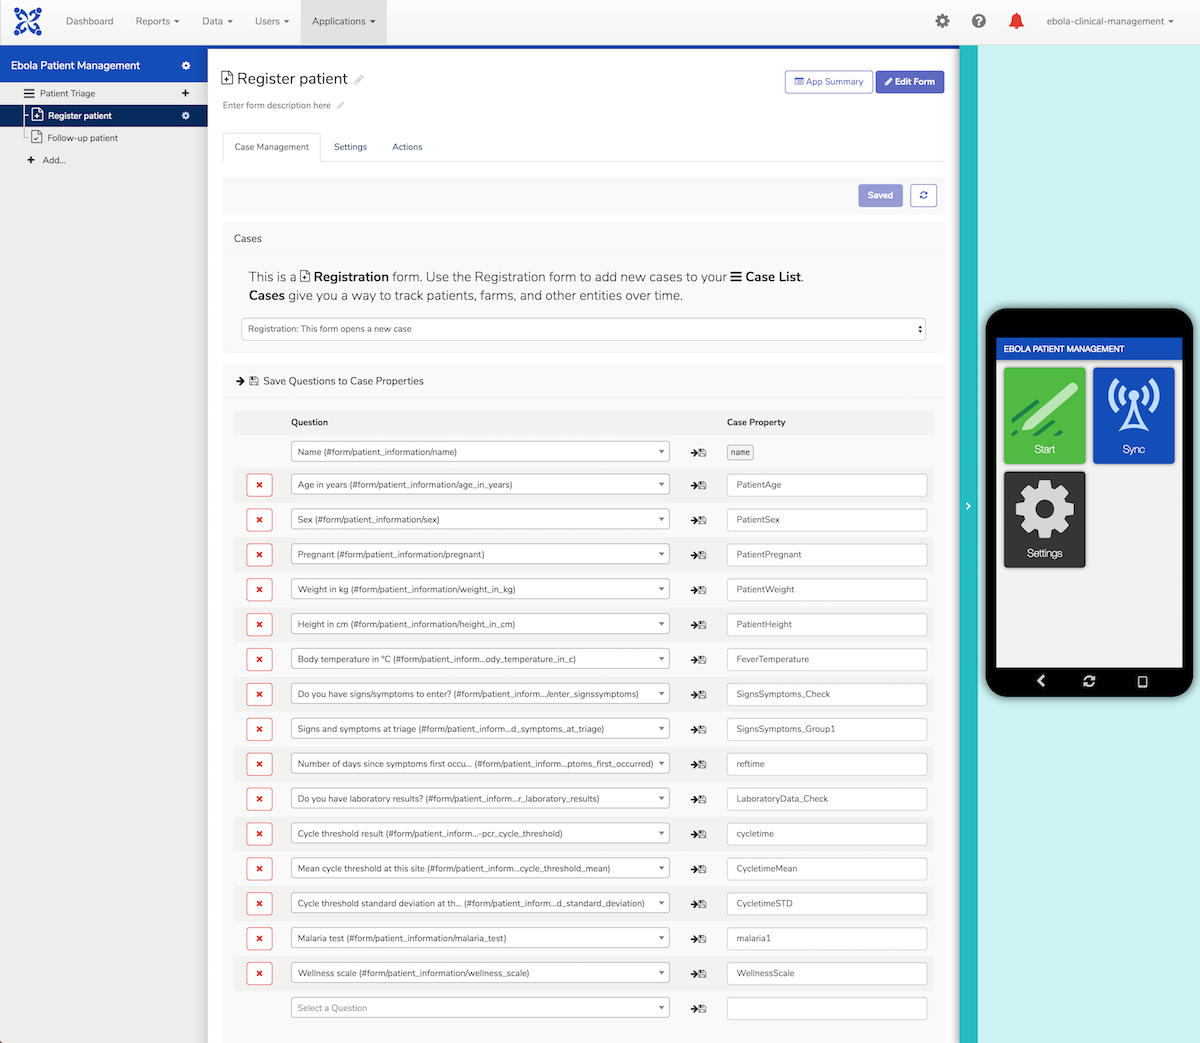 Dashboard Reports Data Users Applications ebola-clinical-management
Ebola Patient Management
Patient Triage
Register patient
Follow-up patient
Add...
Register patient
App Summary Edit Form
Enter form description here
Case Management Settings Actions
Saved
Cases
This is a Registration form. Use the Registration form to add new cases to your Case List.
Cases give you a way to track patients, farms, and other entities over time.
Registration: This form opens a new case
Save Questions to Case Properties
Question Case Property
Name (#form/patient_information/name) name
Age in years (#form/patient_information/age_in_years) PatientAge
Sex (#form/patient_information/sex) PatientSex
Pregnant (#form/patient_information/pregnant) PatientPregnant
Weight in kg (#form/patient_information/weight_in_kg) PatientWeight
Height in cm (#form/patient_information/height_in_cm) PatientHeight
Body temperature in °C (#form/patient_inform...ody_temperature_in_c) FeverTemperature
Do you have signs/symptoms to enter? (#form/patient_inform.../enter_signssymptoms) SignsSymptoms_Check
Signs and symptoms at triage (#form/patient_inform...d_symptoms_at_triage) SignsSymptoms_Group1
Number of days since symptoms first occu... (#form/patient_inform...ptoms_first_occurred) reftime
Do you have laboratory results? (#form/patient_inform...r_laboratory_results) LaboratoryData_Check
Cycle threshold result (#form/patient_inform...-pcr_cycle_threshold) cycletime
Mean cycle threshold at this site (#form/patient_inform...cycle_threshold_mean) CycletimeMean
Cycle threshold standard deviation at th... (#form/patient_inform...d_standard_deviation) CycletimeSTD
Malaria test (#form/patient_information/malaria_test) malaria1
Wellness scale (#form/patient_information/wellness_scale) WellnessScale
Select a Question
EBOLA PATIENT MANAGEMENT
Start Sync
Settings